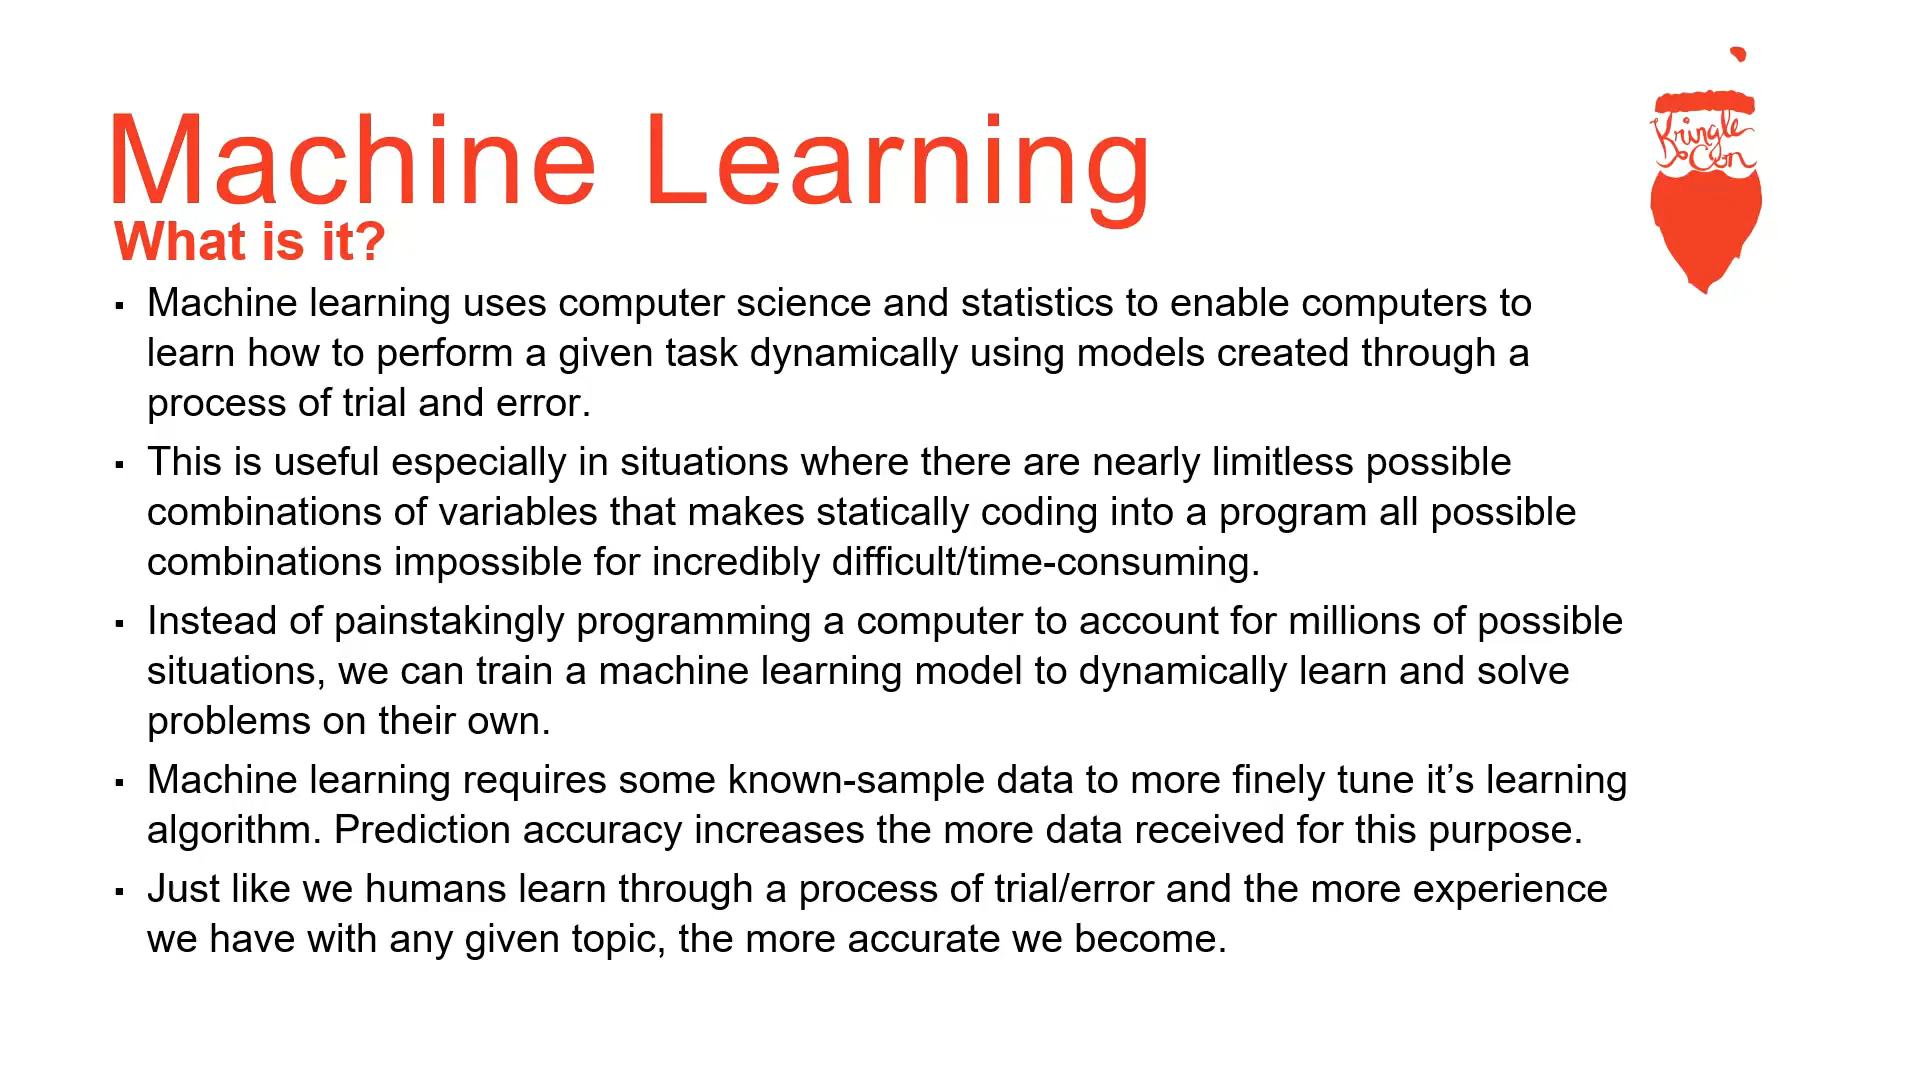 Machine Learning
Kringle
Con
What is it?
▪ Machine learning uses computer science and statistics to enable computers to
learn how to perform a given task dynamically using models created through a
process of trial and error.
▪ This is useful especially in situations where there are nearly limitless possible
combinations of variables that makes statically coding into a program all possible
combinations impossible for incredibly difficult/time-consuming.
▪ Instead of painstakingly programming a computer to account for millions of possible
situations, we can train a machine learning model to dynamically learn and solve
problems on their own.
▪ Machine learning requires some known-sample data to more finely tune it’s learning
algorithm. Prediction accuracy increases the more data received for this purpose.
▪ Just like we humans learn through a process of trial/error and the more experience
we have with any given topic, the more accurate we become.